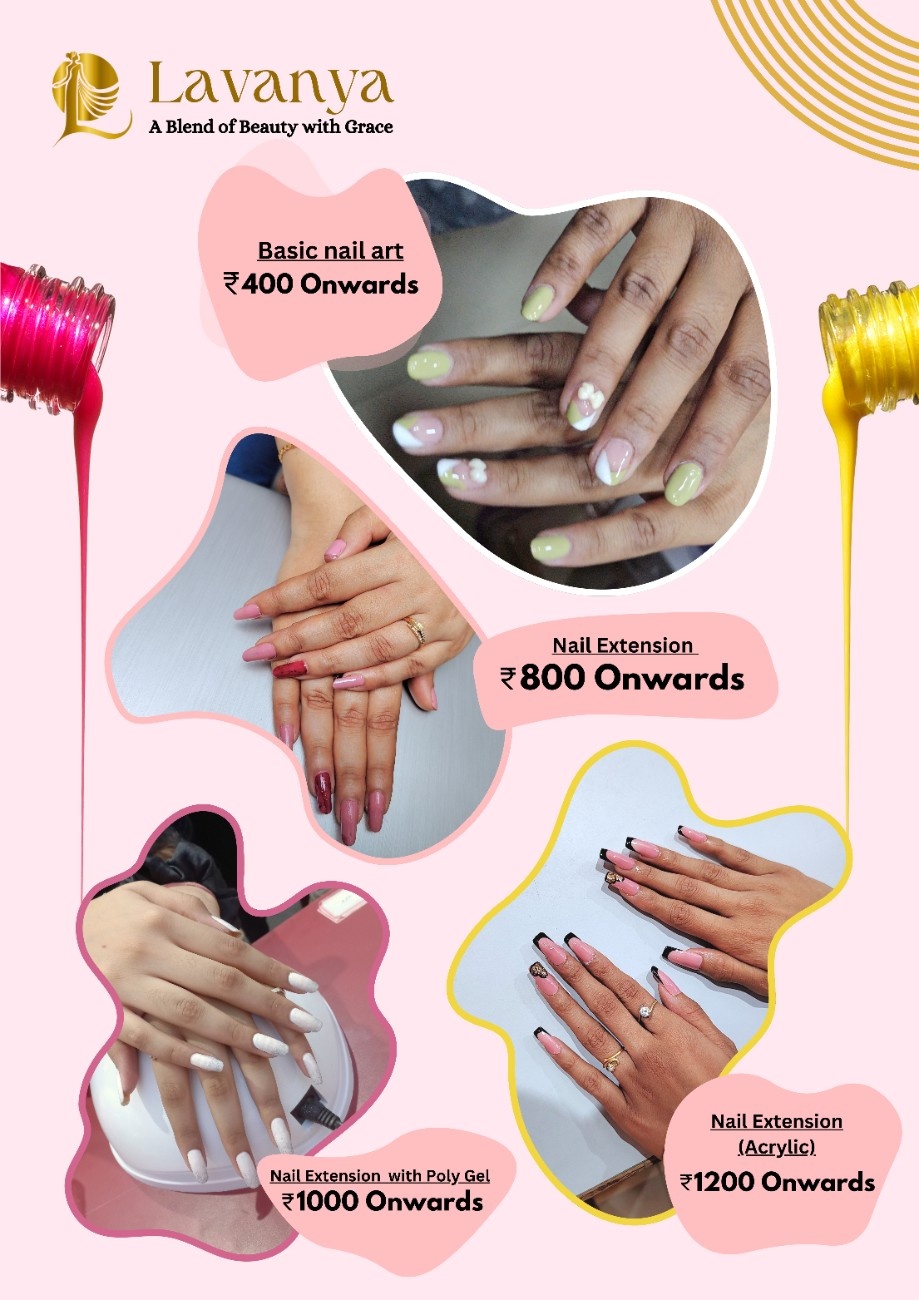 Lavanya
A Blend of Beauty with Grace
Basic nail art
₹400 Onwards
Nail Extension
₹800 Onwards
Nail Extension with Poly Gel
₹1000 Onwards
Nail Extension
(Acrylic)
₹1200 Onwards